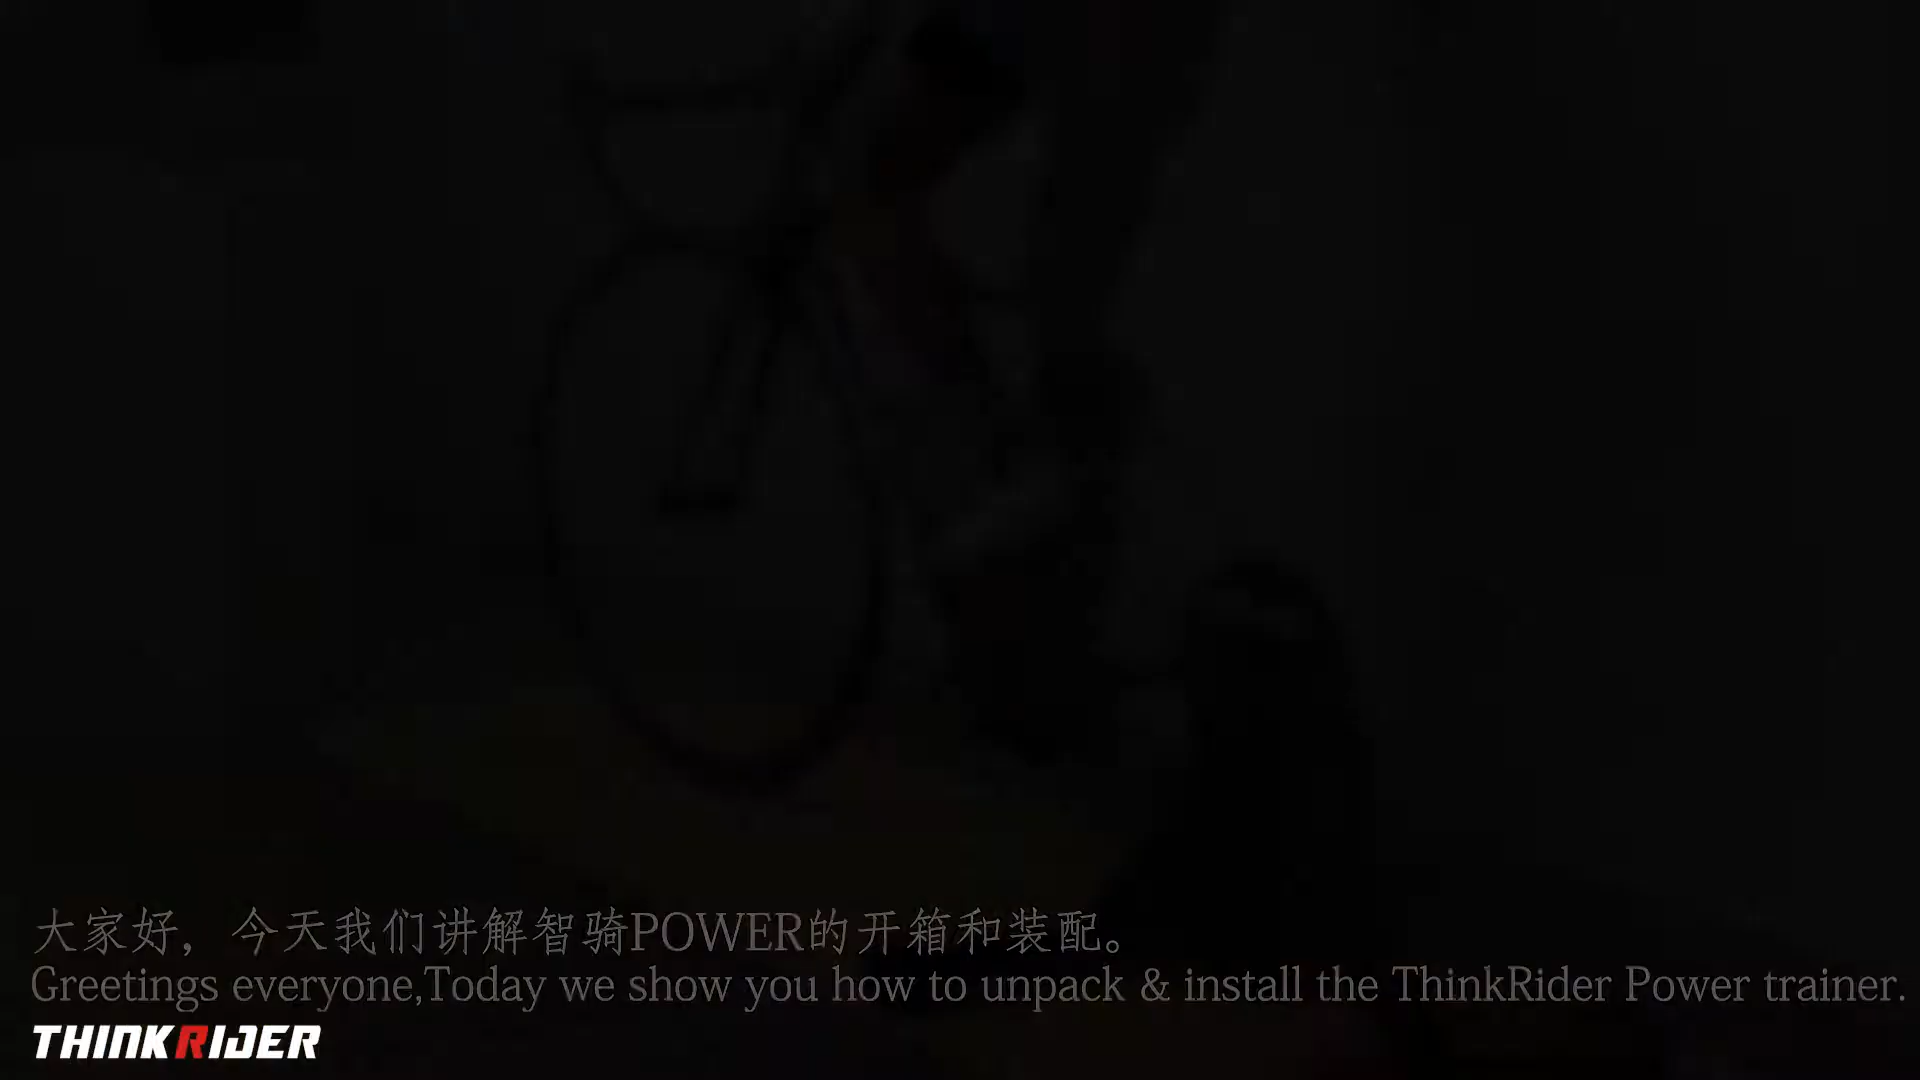 大家好，今天我们讲解智骑POWER的开箱和装配。
Greetings everyone,Today we show you how to unpack & install the ThinkRider Power trainer.
THINKRIDER